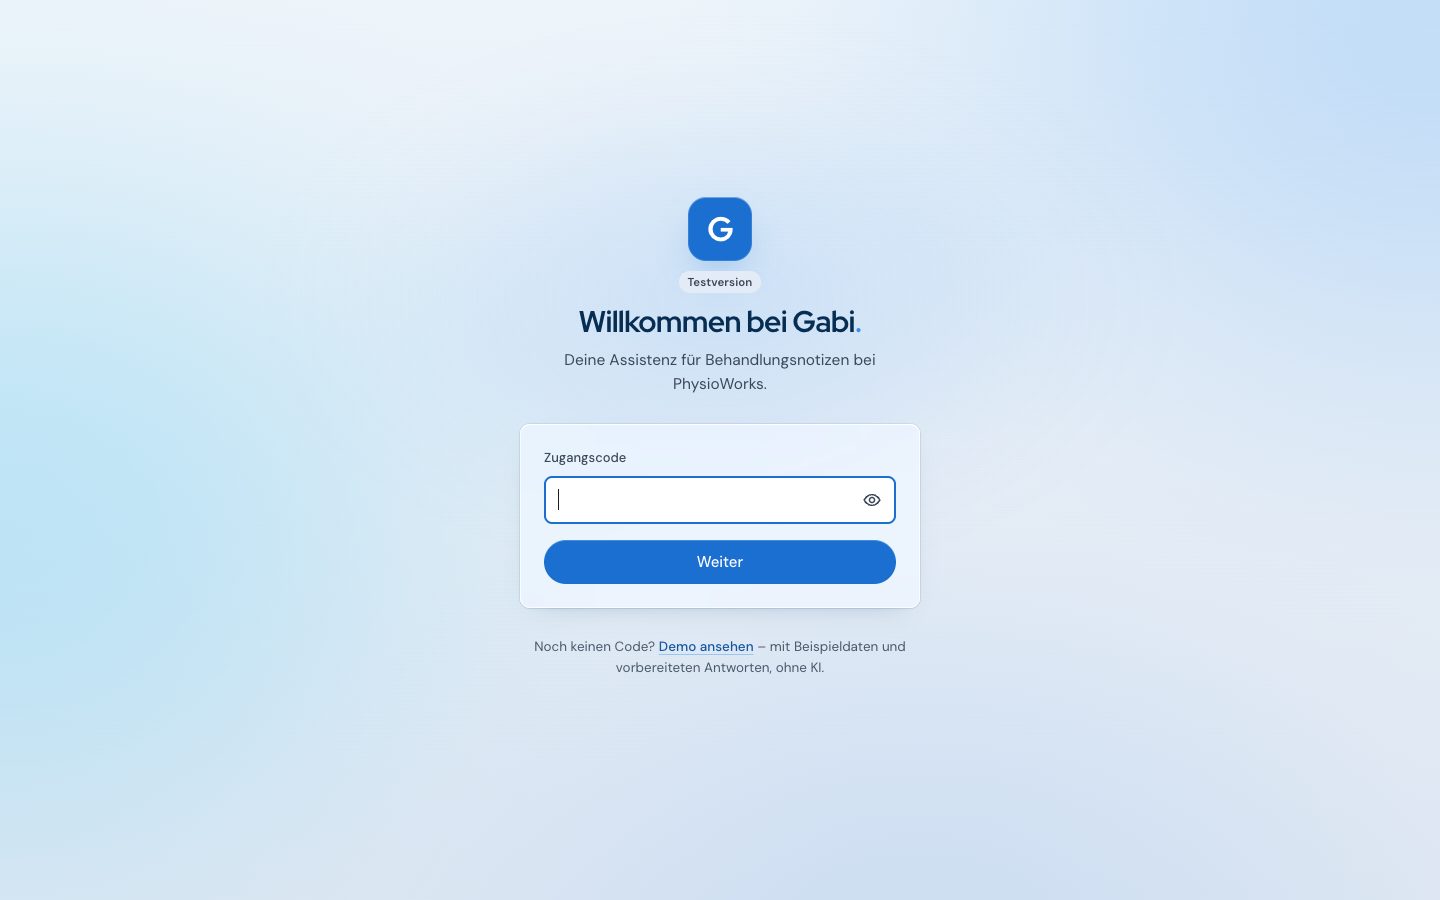 G
Testversion
Willkommen bei Gabi.
Deine Assistenz für Behandlungsnotizen bei
PhysioWorks.
Zugangscode
Weiter
Noch keinen Code? Demo ansehen – mit Beispieldaten und
vorbereiteten Antworten, ohne KI.